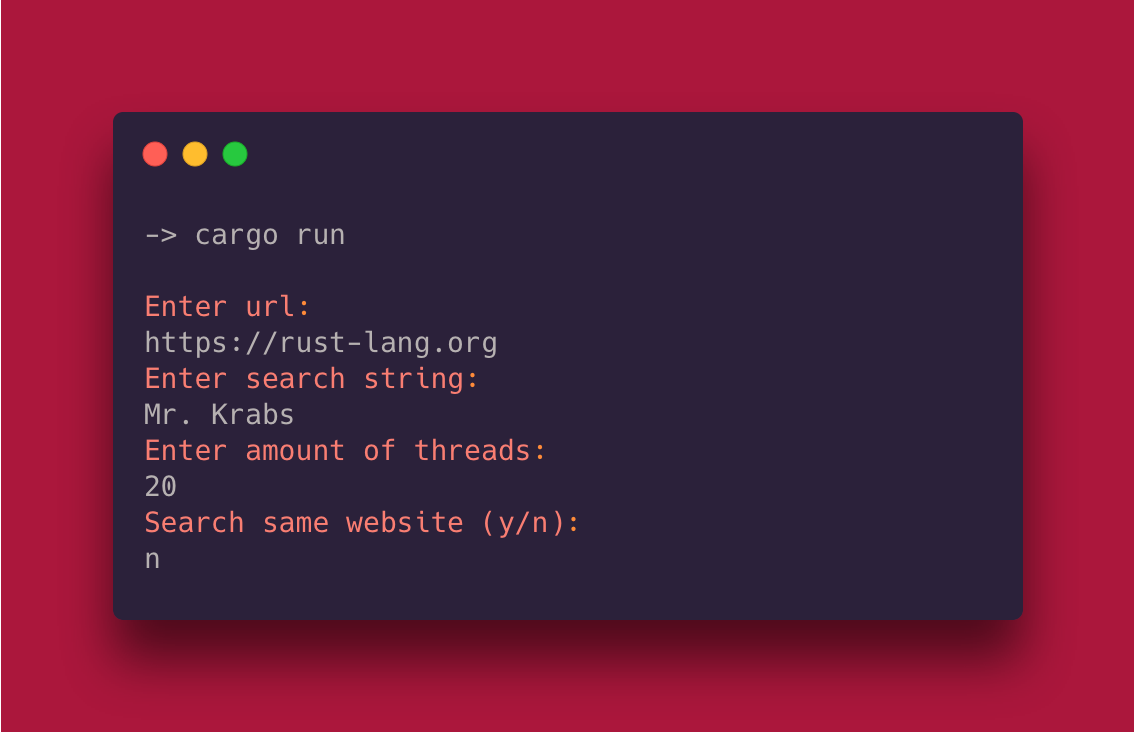 -> cargo run
Enter url:
https://rust-lang.org
Enter search string:
Mr. Krabs
Enter amount of threads:
20
Search same website (y/n):
n